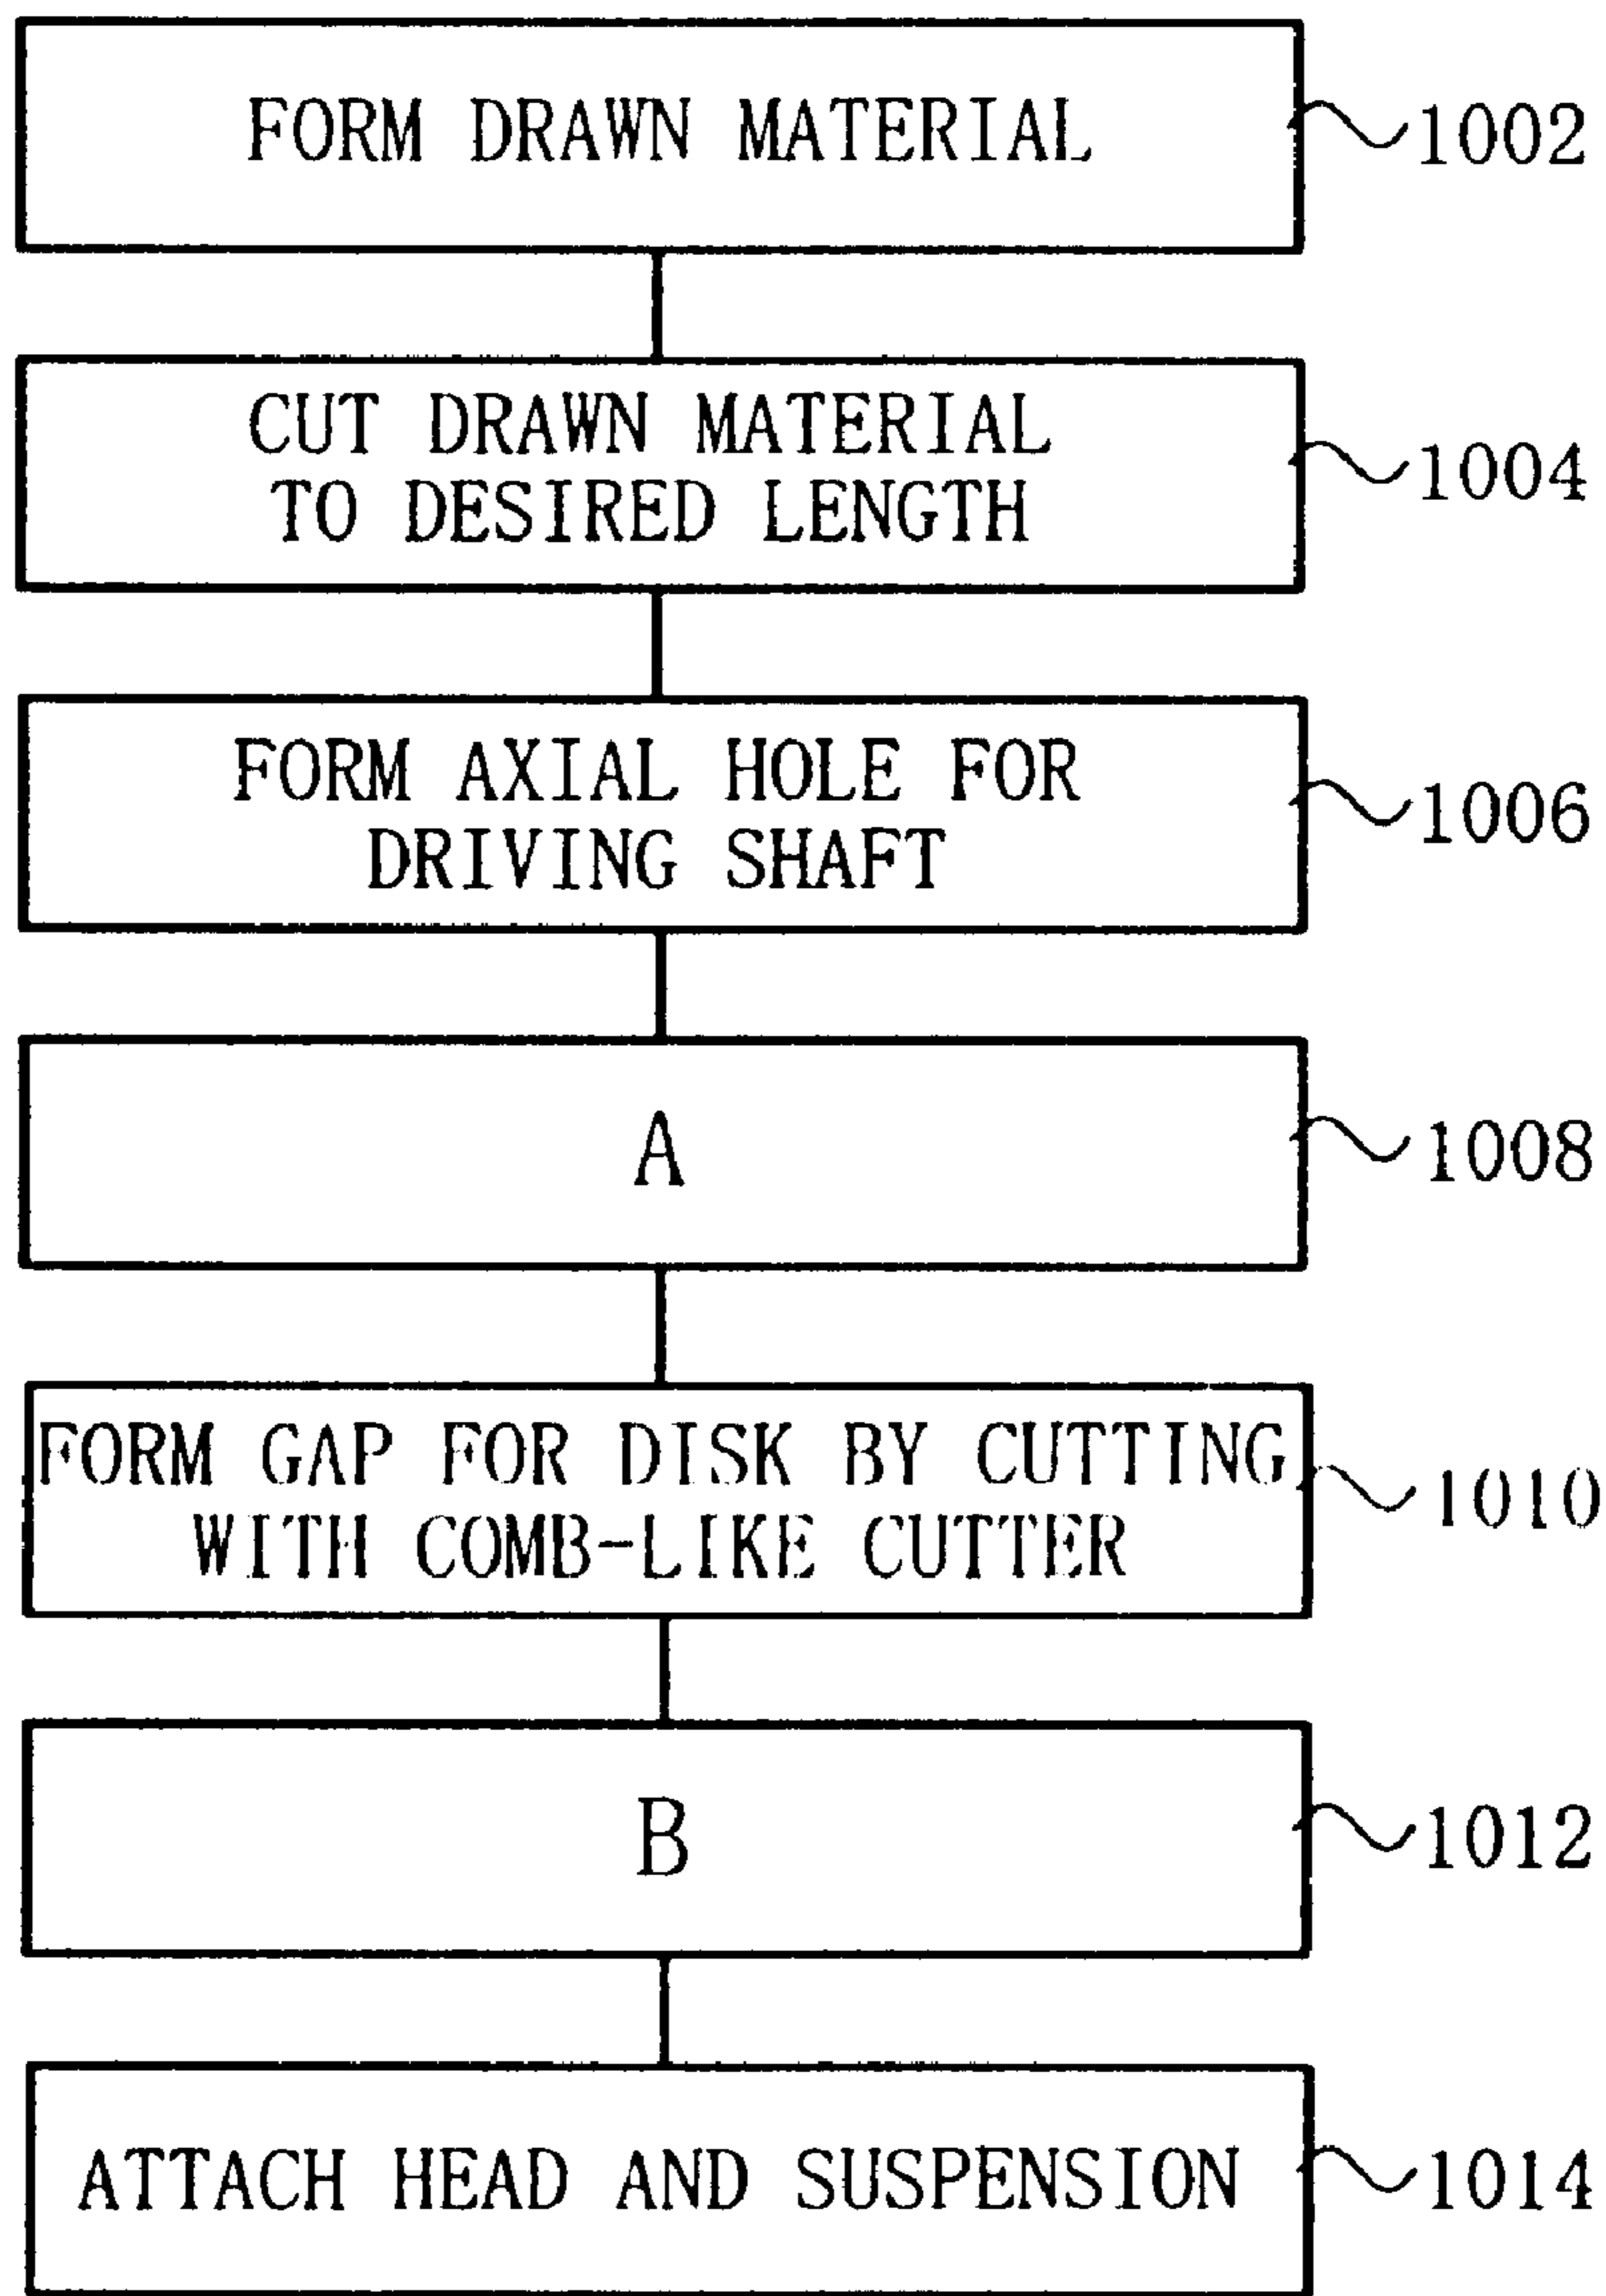 FORM DRAWN MATERIAL
1002
CUT DRAWN MATERIAL
TO DESIRED LENGTH
1004
FORM AXIAL HOLE FOR
DRIVING SHAFT
1006
A
1008
FORM GAP FOR DISK BY CUTTING
WITH COMB-LIKE CUTTER
1010
B
1012
ATTACH HEAD AND SUSPENSION
1014